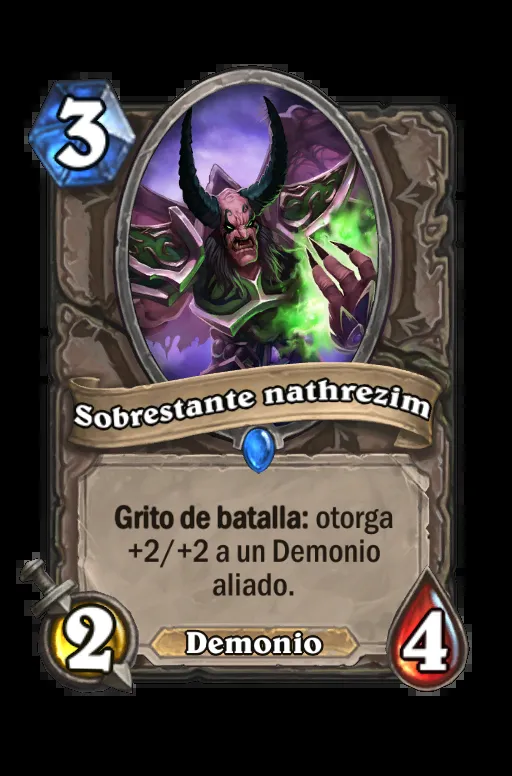 3
Sobrestante nathrezim
Grito de batalla: otorga
+2/+2 a un Demonio
aliado.
2
Demonio
4